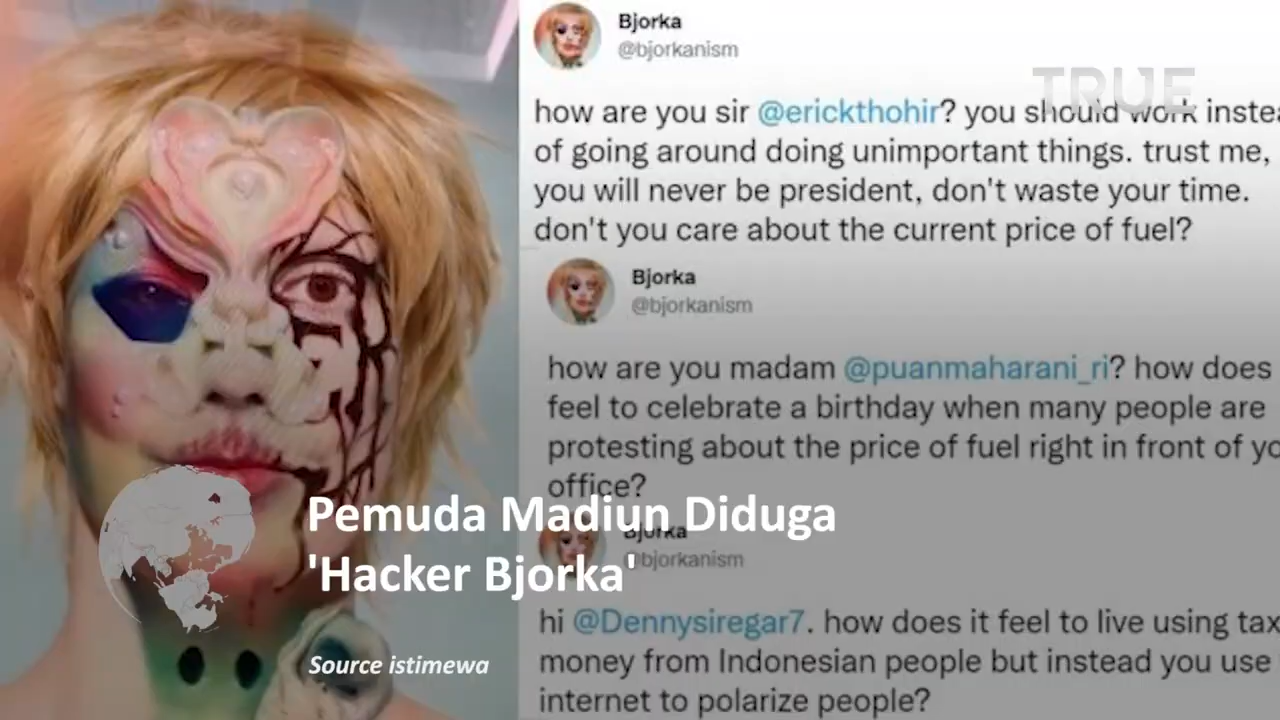 Bjorka
@bjorkanism
TRUE
how are you sir @erickthohir? you should work
of going around doing unimportant things. trust me,
you will never be president, don't waste your time.
don't you care about the current price of fuel?
Bjorka
@bjorkanism
how are you madam @puanmaharani_ri? how does
feel to celebrate a birthday when many people are
protesting about the price of fuel right in front of
office?
Pemuda Madiun Diduga
'Hacker Bjorka'
Bjorka
@bjorkanism
hi @Dennysiregar7. how does it feel to live using tax
money from Indonesian people but instead you use
internet to polarize people?
Source istimewa